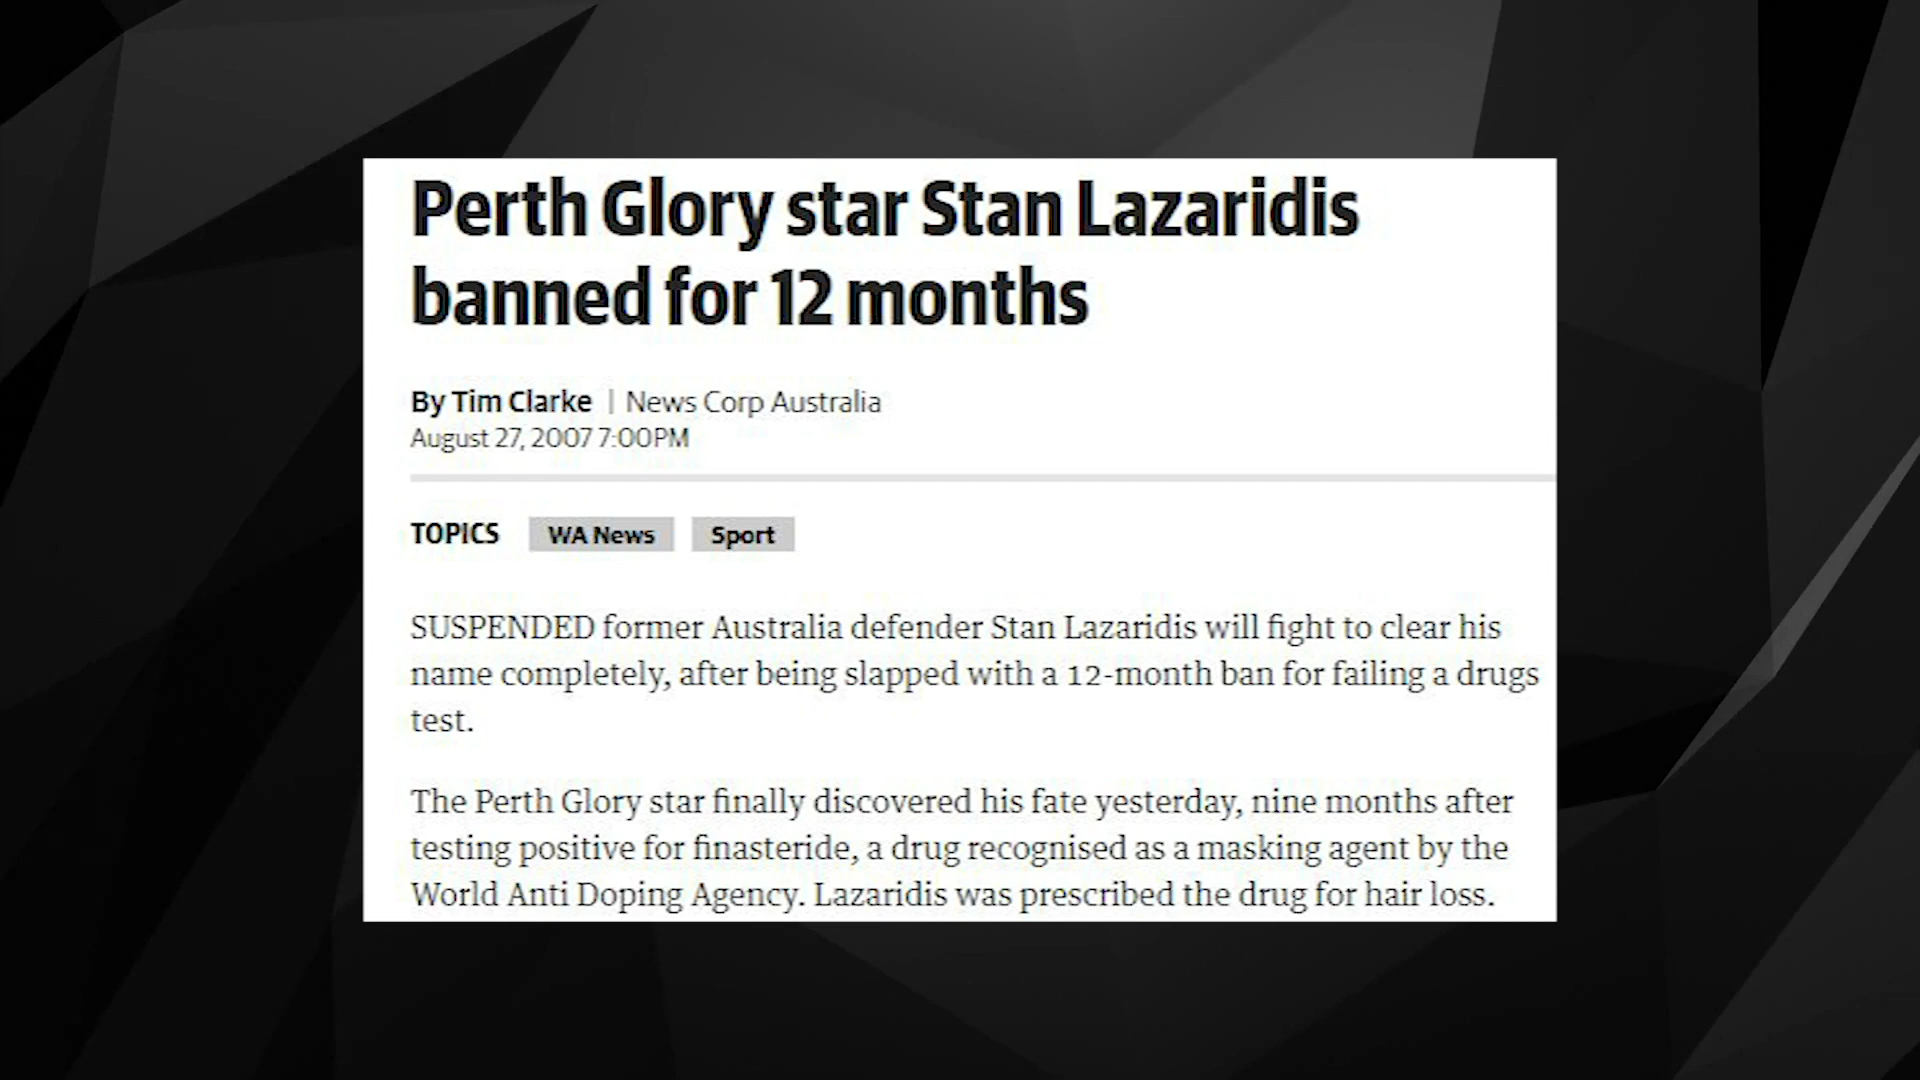 Perth Glory star Stan Lazaridis
banned for 12 months
By Tim Clarke | News Corp Australia
August 27, 2007 7:00PM
TOPICS WA News Sport
SUSPENDED former Australia defender Stan Lazaridis will fight to clear his
name completely, after being slapped with a 12-month ban for failing a drugs
test.
The Perth Glory star finally discovered his fate yesterday, nine months after
testing positive for finasteride, a drug recognised as a masking agent by the
World Anti Doping Agency. Lazaridis was prescribed the drug for hair loss.